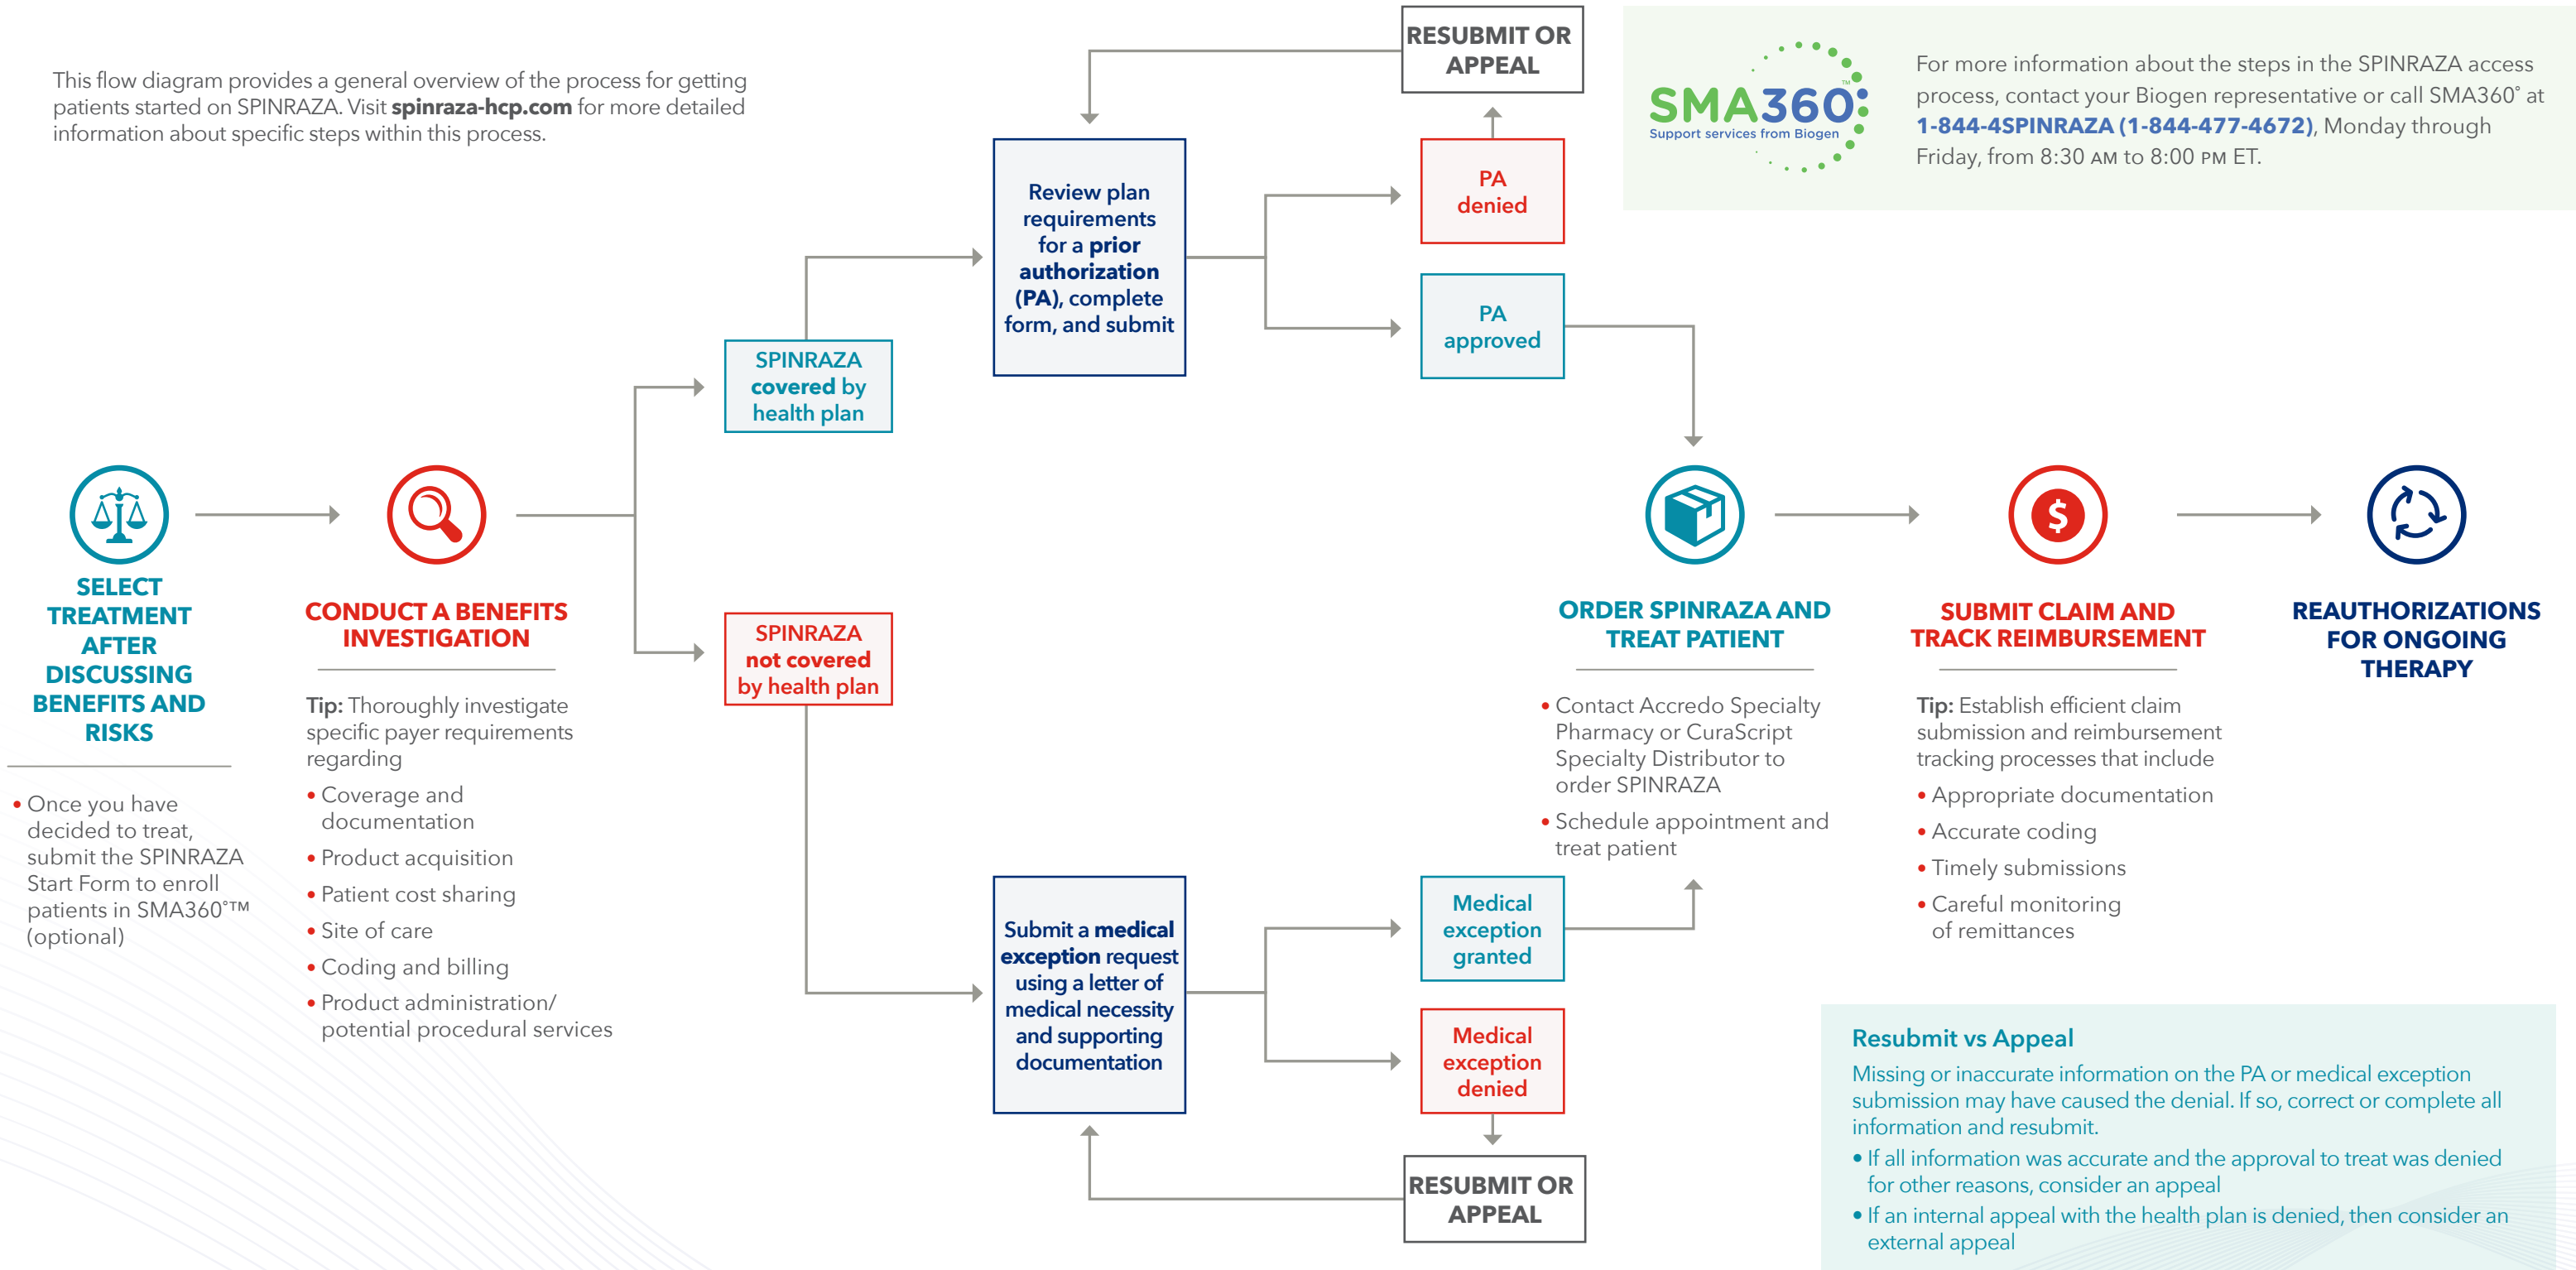 This flow diagram provides a general overview of the process for getting
patients started on SPINRAZA. Visit spinraza-hcp.com for more detailed
information about specific steps within this process.
SMA360°™
Support services from Biogen
For more information about the steps in the SPINRAZA access
process, contact your Biogen representative or call SMA360° at
1-844-4SPINRAZA (1-844-477-4672), Monday through
Friday, from 8:30 AM to 8:00 PM ET.
SELECT
TREATMENT
AFTER
DISCUSSING
BENEFITS AND
RISKS
• Once you have
decided to treat,
submit the SPINRAZA
Start Form to enroll
patients in SMA360°™
(optional)
CONDUCT A BENEFITS
INVESTIGATION
Tip: Thoroughly investigate
specific payer requirements
regarding
• Coverage and
documentation
• Product acquisition
• Patient cost sharing
• Site of care
• Coding and billing
• Product administration/
potential procedural services
SPINRAZA
covered by
health plan
Review plan
requirements
for a prior
authorization
(PA), complete
form, and submit
RESUBMIT OR
APPEAL
PA
denied
PA
approved
SPINRAZA
not covered
by health plan
Submit a medical
exception request
using a letter of
medical necessity
and supporting
documentation
Medical
exception
granted
Medical
exception
denied
RESUBMIT OR
APPEAL
ORDER SPINRAZA AND
TREAT PATIENT
• Contact Accredo Specialty
Pharmacy or CuraScript
Specialty Distributor to
order SPINRAZA
• Schedule appointment and
treat patient
$
SUBMIT CLAIM AND
TRACK REIMBURSEMENT
Tip: Establish efficient claim
submission and reimbursement
tracking processes that include
• Appropriate documentation
• Accurate coding
• Timely submissions
• Careful monitoring
of remittances
REAUTHORIZATIONS
FOR ONGOING
THERAPY
Resubmit vs Appeal
Missing or inaccurate information on the PA or medical exception
submission may have caused the denial. If so, correct or complete all
information and resubmit.
• If all information was accurate and the approval to treat was denied
for other reasons, consider an appeal
• If an internal appeal with the health plan is denied, then consider an
external appeal